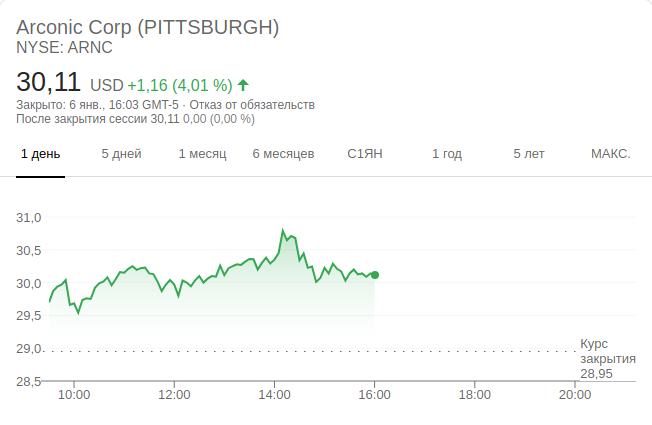 Arconic Corp (PITTSBURGH)
NYSE: ARNC
30,11 USD +1,16 (4,01 %)
Закрыто: 6 янв., 16:03 GMT-5 · Отказ от обязательств
После закрытия сессии 30,11 0,00 (0,00 %)
1 день 5 дней 1 месяц 6 месяцев С1ЯН 1 год 5 лет МАКС.
31,0
30,5
30,0
29,5
29,0
28,5
Курс
закрытия
28,95
10:00 12:00 14:00 16:00 18:00 20:00